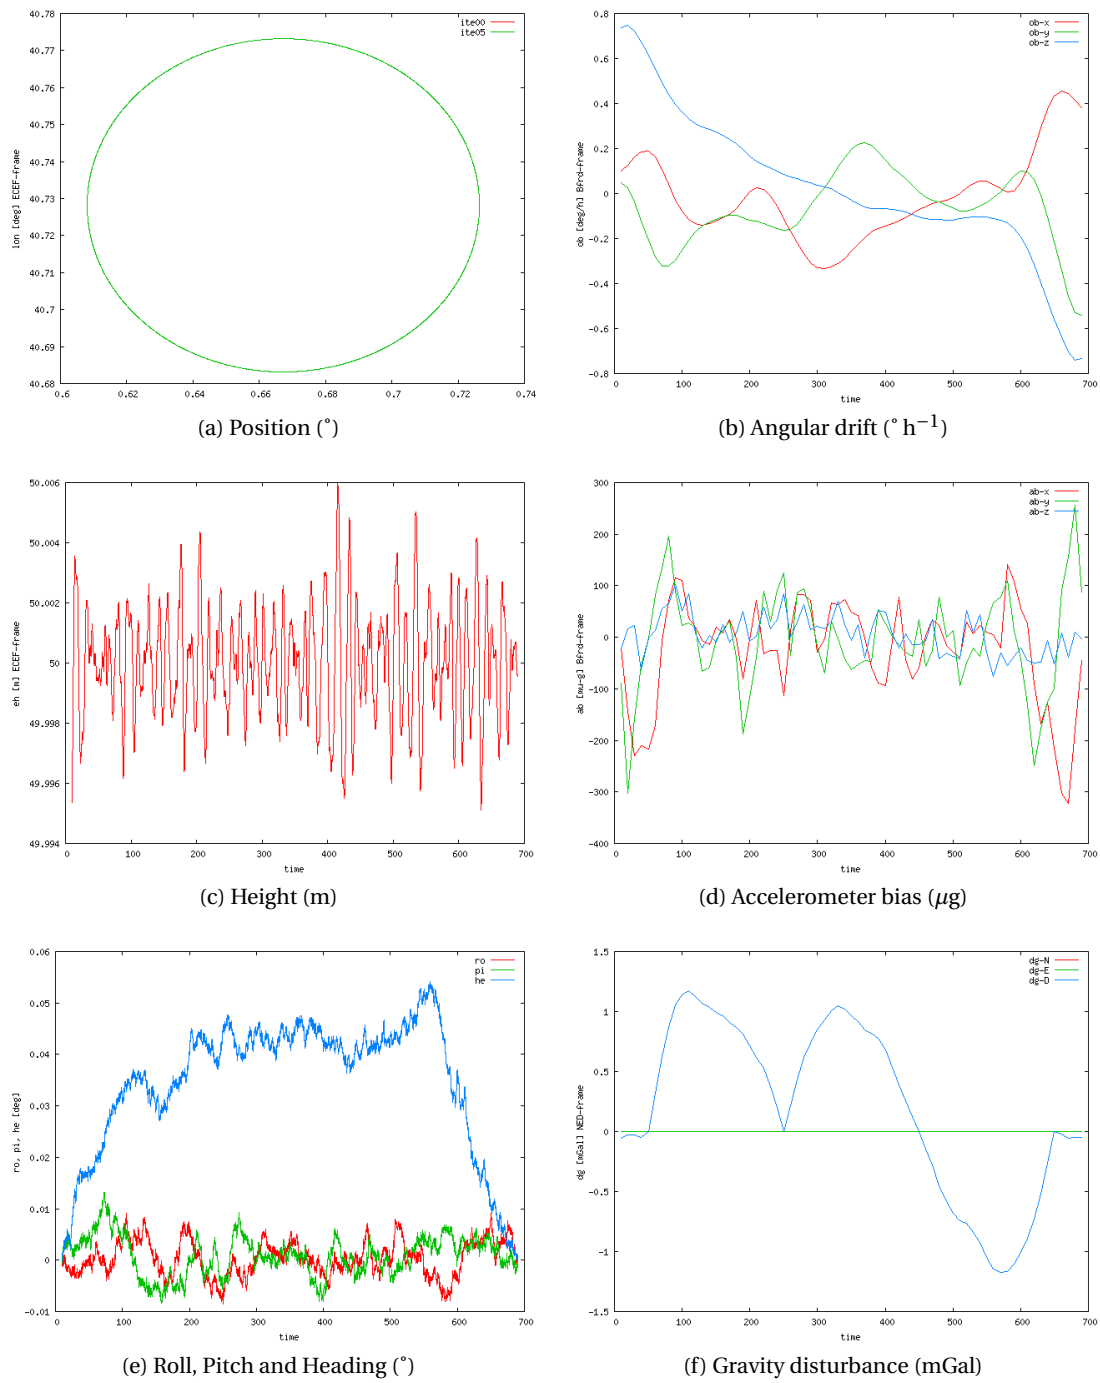 ite00
ite05
lon [deg] ECEF-frame
40.78
40.77
40.76
40.75
40.74
40.73
40.72
40.71
40.7
40.69
40.68
0.6 0.62 0.64 0.66 0.68 0.7 0.72 0.74
(a) Position (°)
ob-x
ob-y
ob-z
ob [deg/h] Bfrd-frame
0.8
0.6
0.4
0.2
0
-0.2
-0.4
-0.6
-0.8
0 100 200 300 400 500 600 700
time
(b) Angular drift (° h−1)
eh [m] ECEF-frame
50.006
50.004
50.002
50
49.998
49.996
49.994
0 100 200 300 400 500 600 700
time
(c) Height (m)
ab-x
ab-y
ab-z
ab [mu-g] Bfrd-frame
300
200
100
0
-100
-200
-300
-400
0 100 200 300 400 500 600 700
time
(d) Accelerometer bias (μg)
ro
pi
he
ro, pi, he [deg]
0.06
0.05
0.04
0.03
0.02
0.01
0
-0.01
0 100 200 300 400 500 600 700
time
(e) Roll, Pitch and Heading (°)
dg-N
dg-E
dg-D
dg [mGal] NED-frame
1.5
1
0.5
0
-0.5
-1
-1.5
0 100 200 300 400 500 600 700
time
(f) Gravity disturbance (mGal)